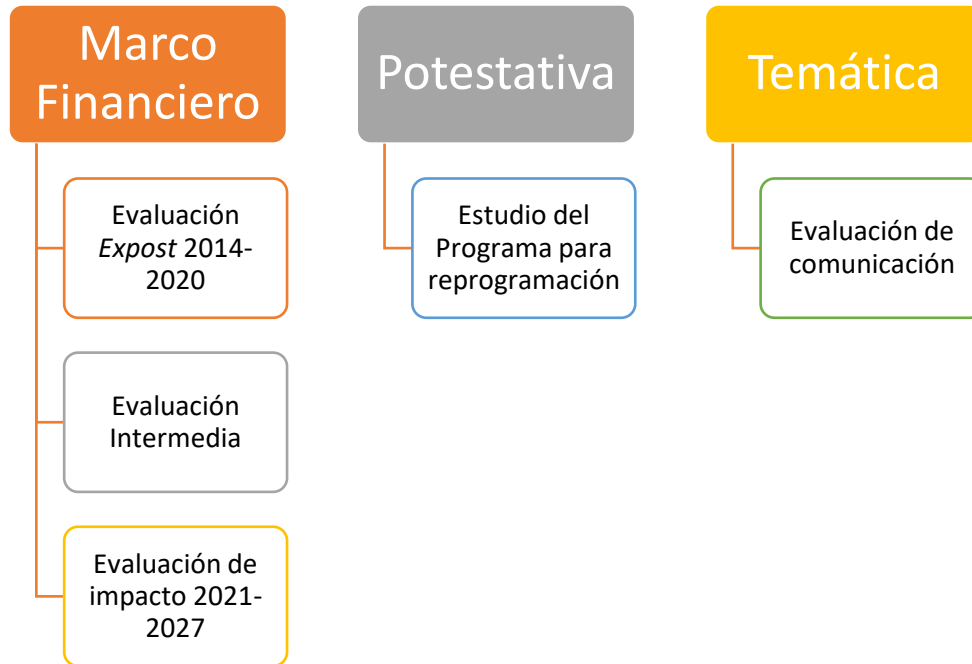 Marco
Financiero
Evaluación
Expost 2014-
2020
Evaluación
Intermedia
Evaluación de
impacto 2021-
2027
Potestativa
Estudio del
Programa para
reprogramación
Temática
Evaluación de
comunicación